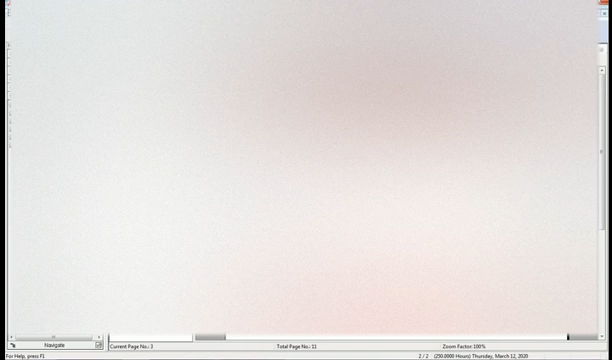 Navigate
Current Page No.: 3 Total Page No.: 11 Zoom Factor: 100%
For Help, press F1 2 / 2 (250.0000 Hours) Thursday, March 12, 2020